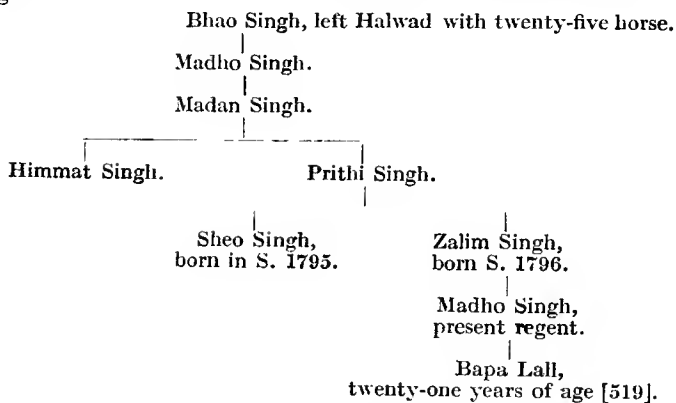 Bhao Singh, left Halwad with twenty-five horse.
Madho Singh.
Madan Singh.
Himmat Singh. Prithi Singh.
Sheo Singh, Zalim Singh,
born in S. 1795. born S. 1796.
Madho Singh,
present regent.
Bapa Lall,
twenty-one years of age [519].